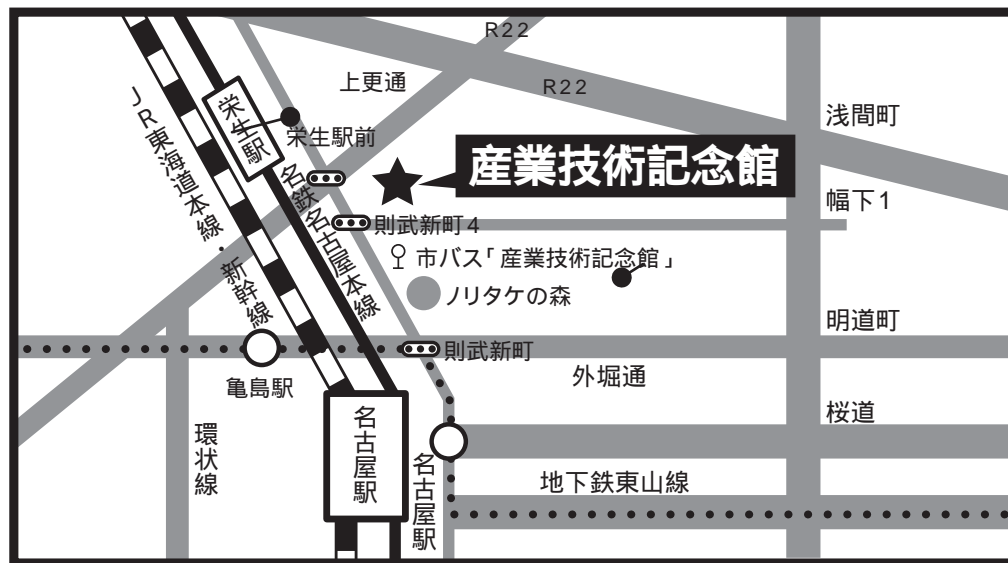 R22
上更通
R22
浅間町
JR東海道本線・新幹線
栄生駅
栄生駅前
産業技術記念館
名鉄名古屋本線
幅下1
則武新町4
市バス「産業技術記念館」
ノリタケの森
明道町
則武新町
外堀通
亀島駅
桜道
名古屋駅
環状線
名古屋駅
地下鉄東山線